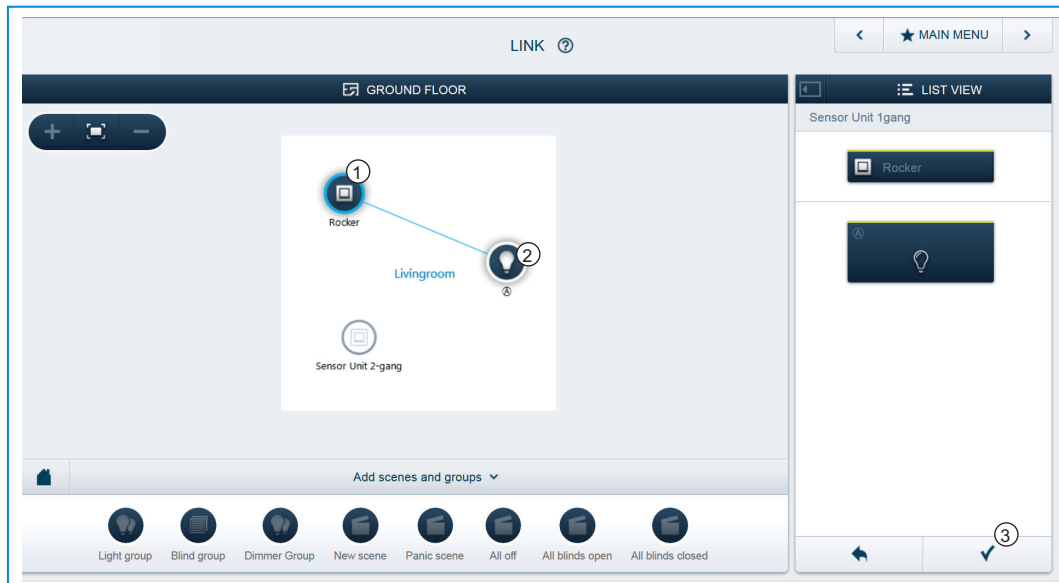 LINK ?
< ★ MAIN MENU >
GROUND FLOOR
LIST VIEW
Sensor Unit 1gang
+ −
1
Rocker
Rocker
2
Livingroom
Ⓐ
Ⓐ
Sensor Unit 2-gang
Add scenes and groups
Light group
Blind group
Dimmer Group
New scene
Panic scene
All off
All blinds open
All blinds closed
3